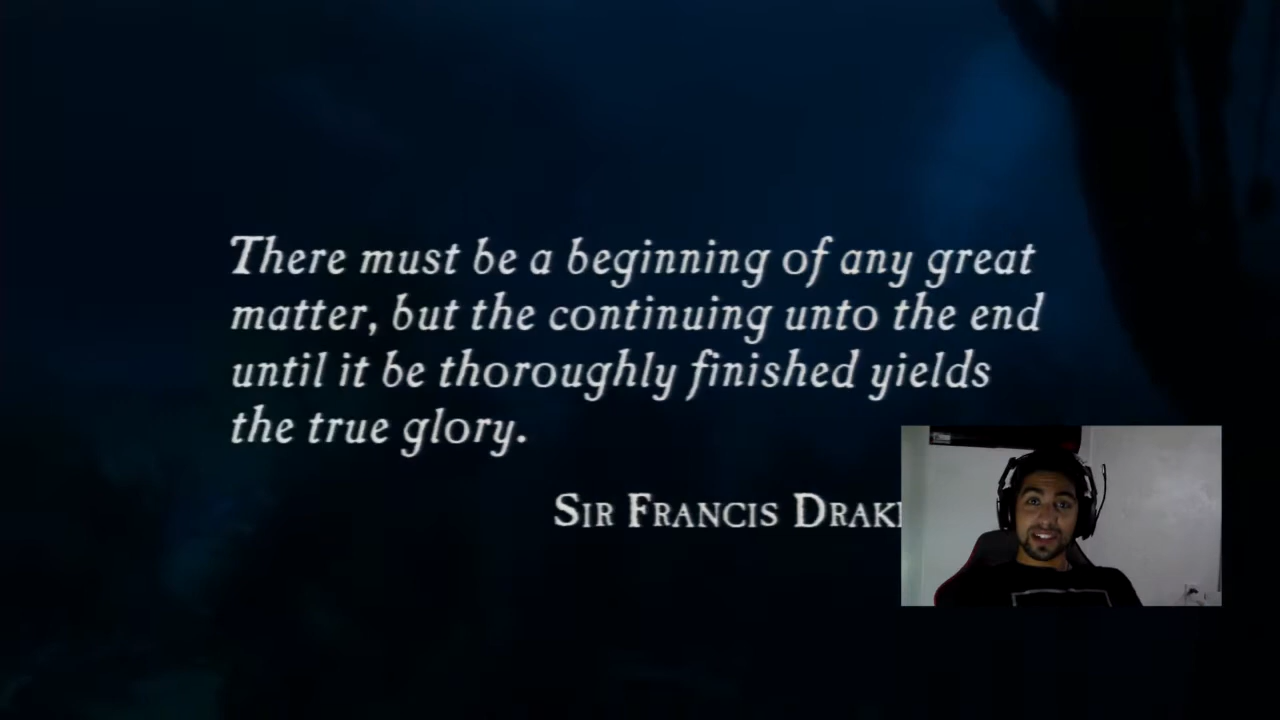 There must be a beginning of any great
matter, but the continuing unto the end
until it be thoroughly finished yields
the true glory.
Sir Francis Drak